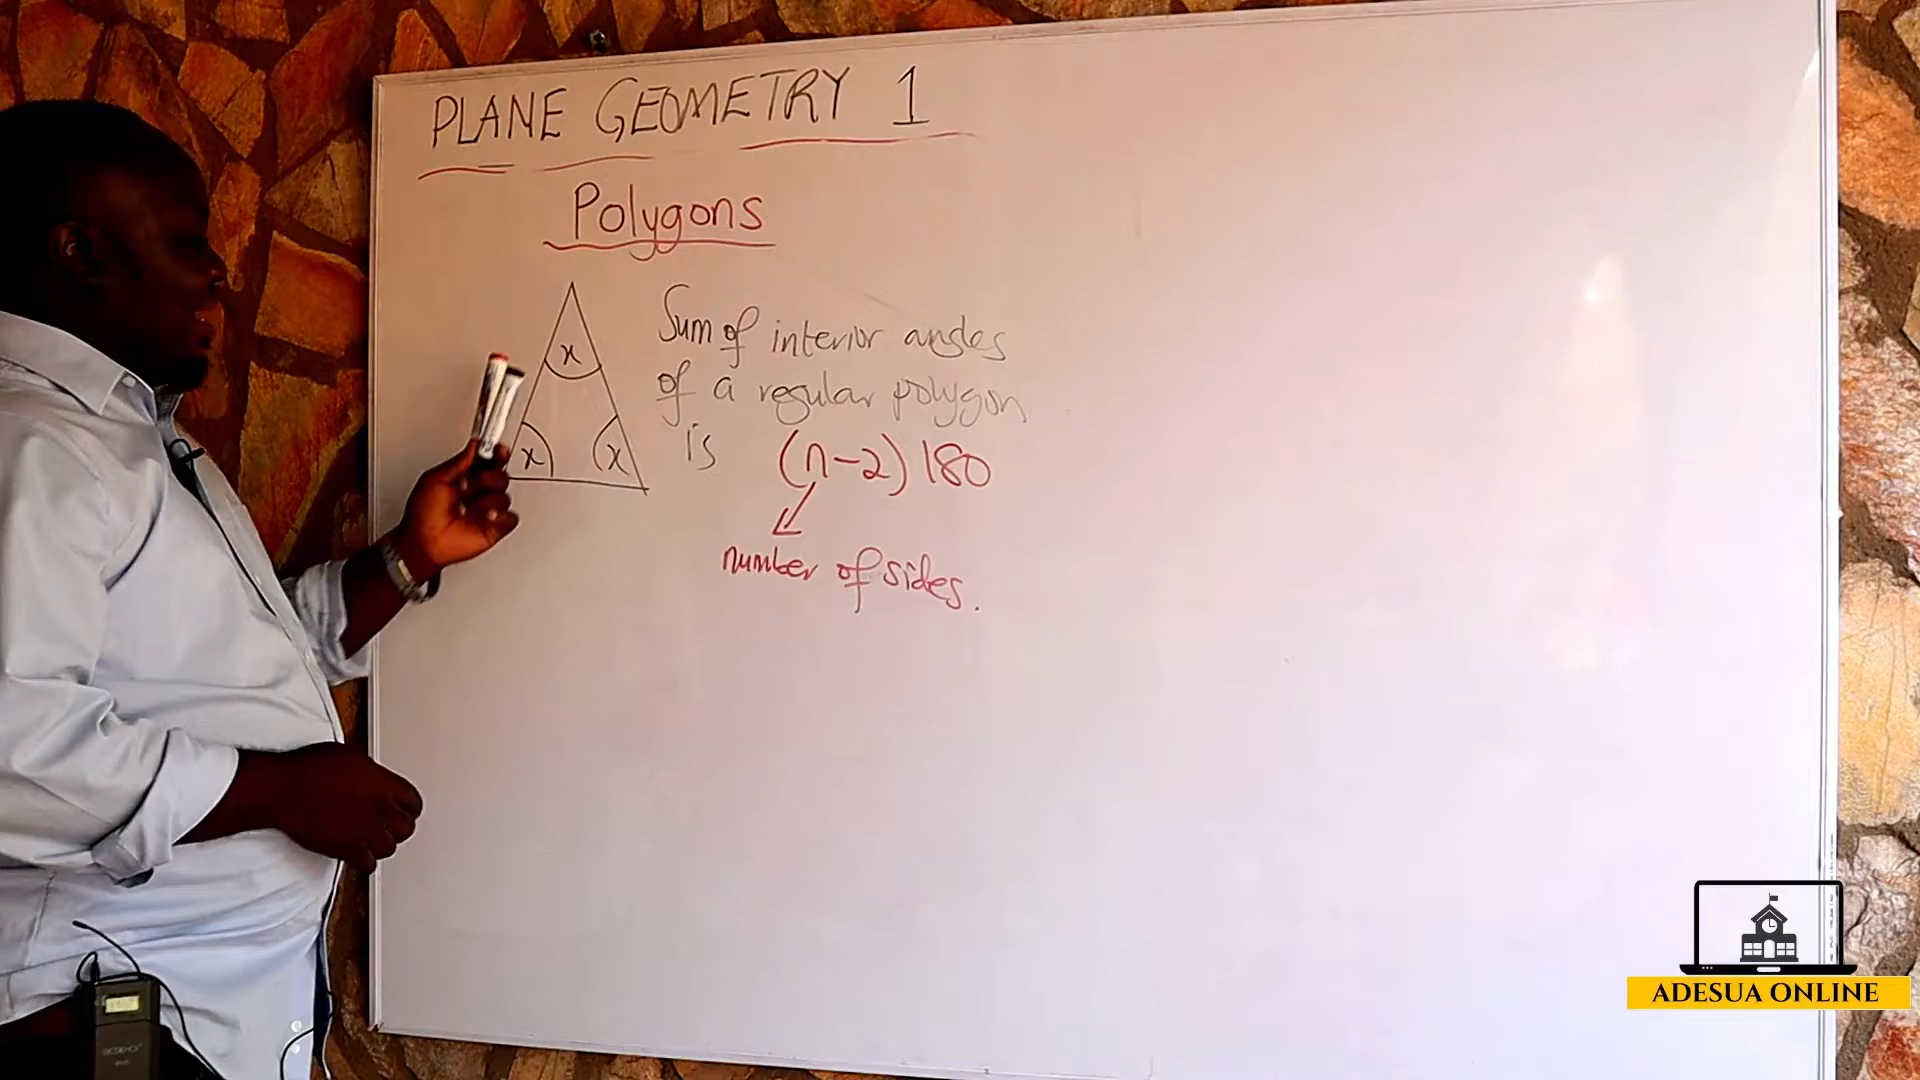 PLANE GEOMETRY 1
Polygons
x
x
x
Sum of interior angles
of a regular polygon
is (n-2) 180
number of sides.
ADESUA ONLINE